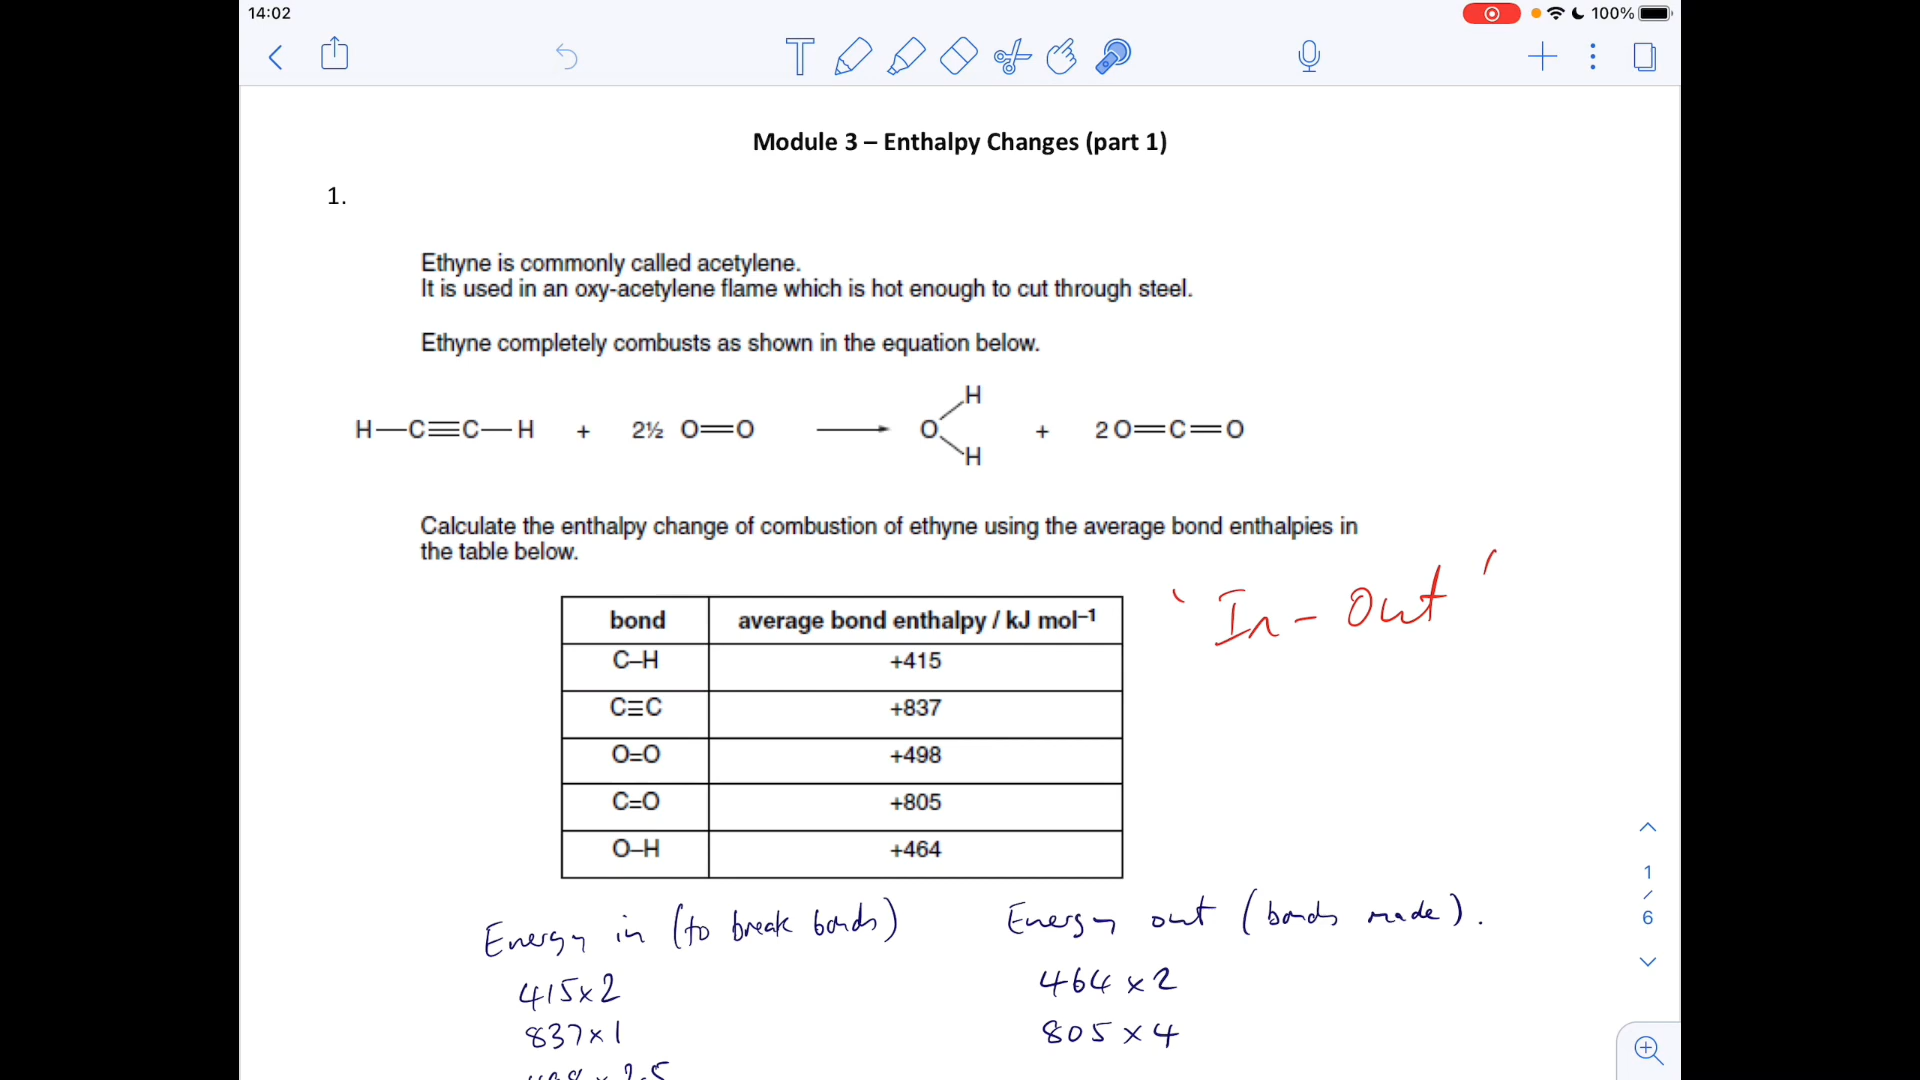 14:02
100%
T
Module 3 – Enthalpy Changes (part 1)
1.
Ethyne is commonly called acetylene.
It is used in an oxy-acetylene flame which is hot enough to cut through steel.
Ethyne completely combusts as shown in the equation below.
H—C≡C—H + 2½ O=O ⟶ O H H + 2 O=C=O
Calculate the enthalpy change of combustion of ethyne using the average bond enthalpies in
the table below.
'In - Out'
bond average bond enthalpy / kJ mol⁻¹
C–H +415
C≡C +837
O=O +498
C=O +805
O–H +464
1
/
6
Energy in (to break bonds)
415 x 2
837 x 1
498 x 2.5
Energy out (bonds made).
464 x 2
805 x 4